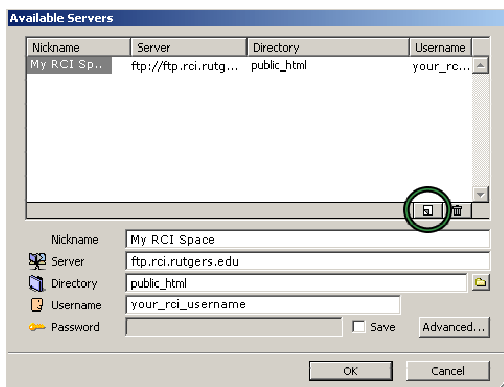 Available Servers
Nickname Server Directory Username
My RCI Sp.. ftp://ftp.rci.rutg... public_html your_rc...
Nickname My RCI Space
Server ftp.rci.rutgers.edu
Directory public_html
Username your_rci_username
Password Save Advanced...
OK Cancel